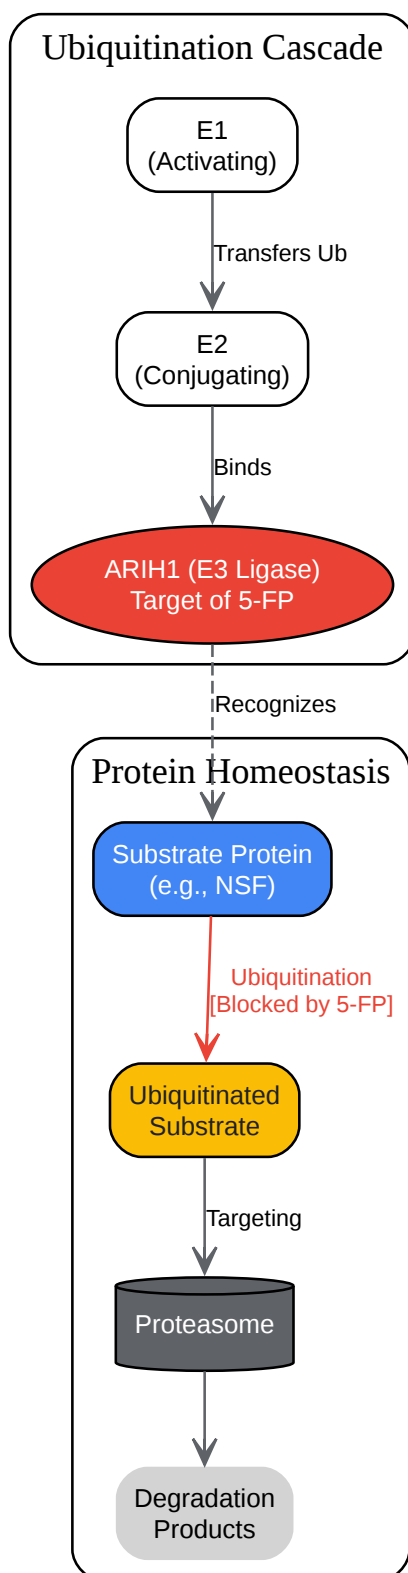 Ubiquitination Cascade
E1
(Activating)
Transfers Ub
E2
(Conjugating)
Binds
ARIH1 (E3 Ligase)
Target of 5-FP
Recognizes
Protein Homeostasis
Substrate Protein
(e.g., NSF)
Ubiquitination
[Blocked by 5-FP]
Ubiquitinated
Substrate
Targeting
Proteasome
Degradation
Products